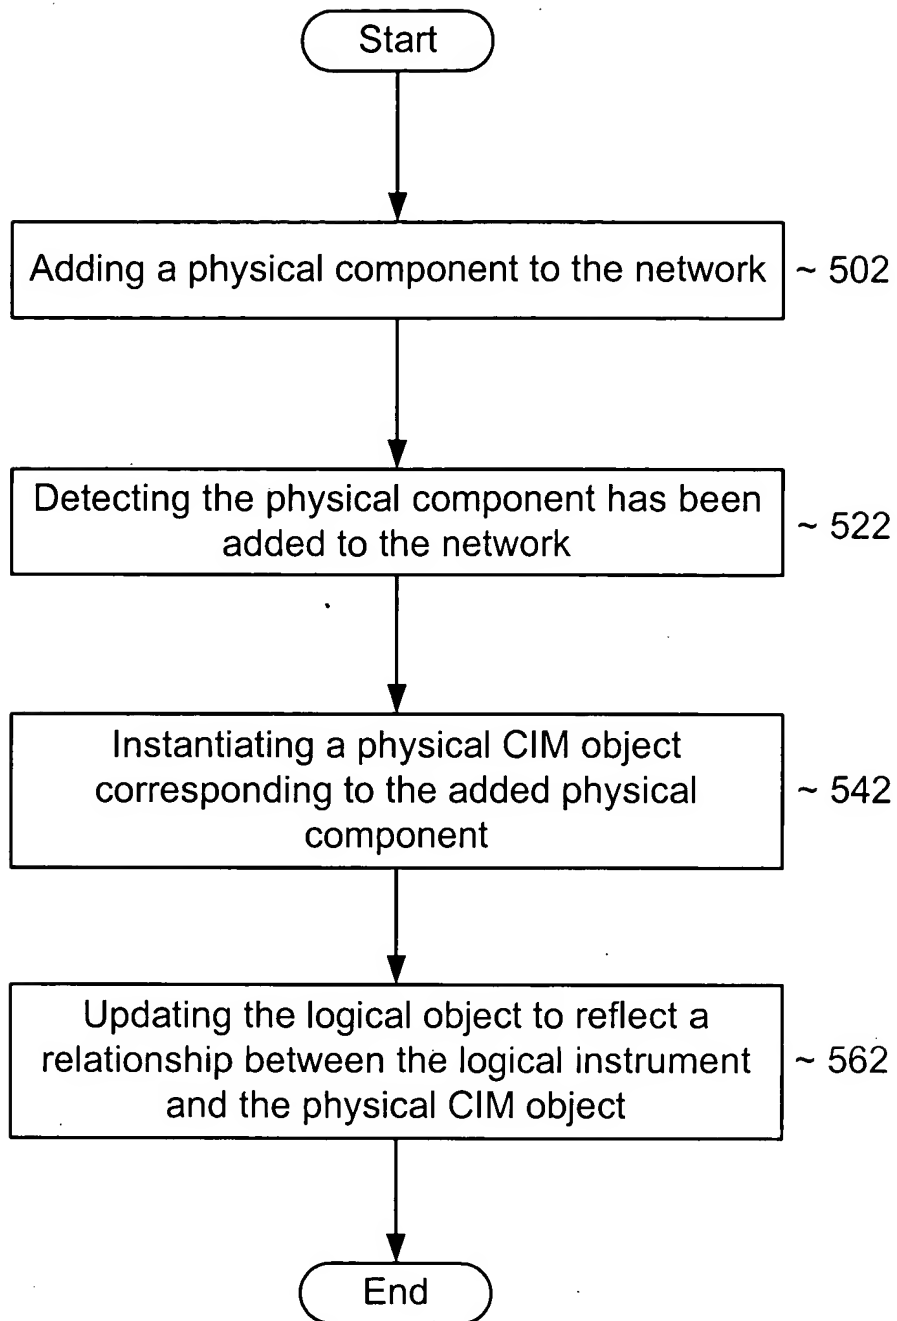 Start
Adding a physical component to the network
~ 502
Detecting the physical component has been
added to the network
~ 522
Instantiating a physical CIM object
corresponding to the added physical
component
~ 542
Updating the logical object to reflect a
relationship between the logical instrument
and the physical CIM object
~ 562
End